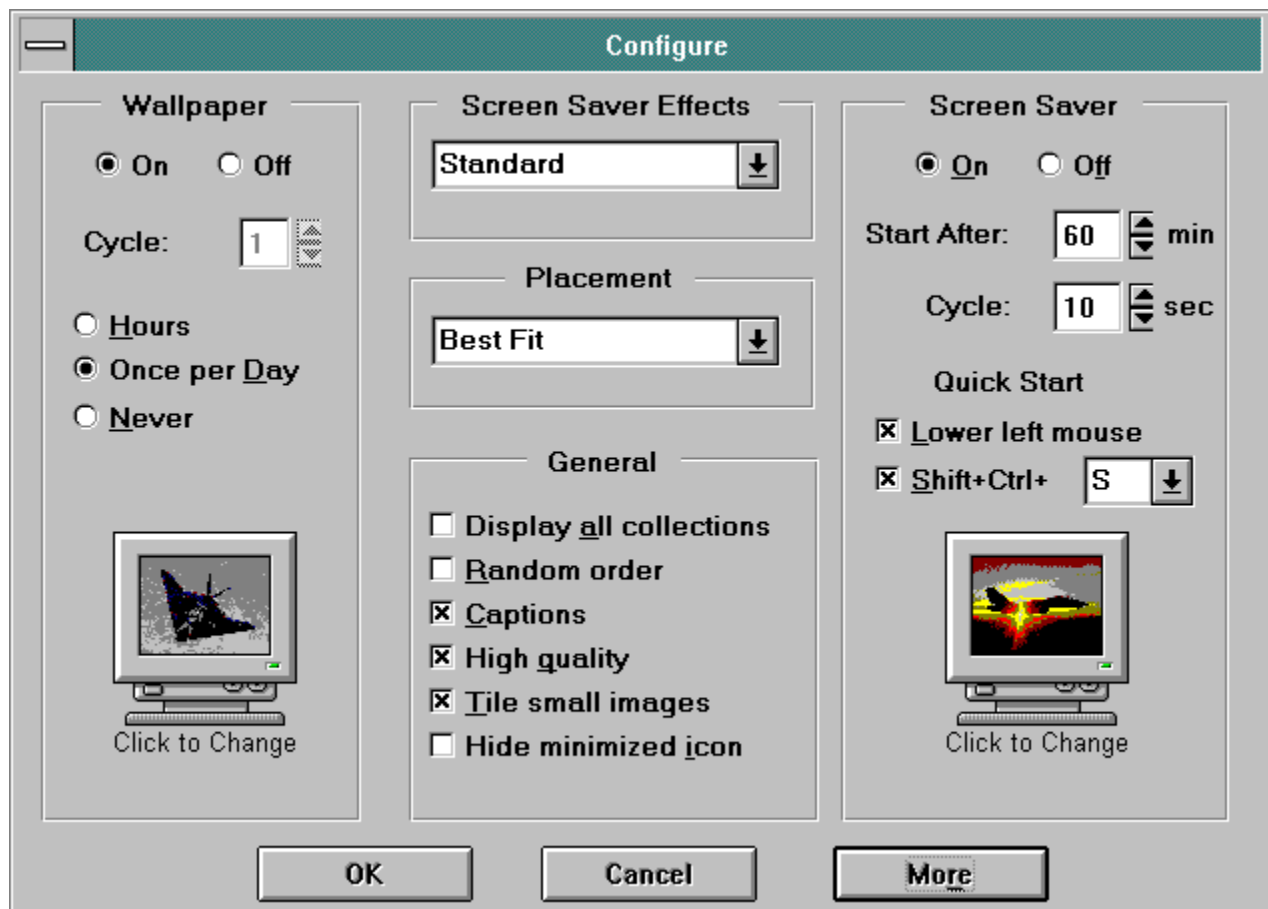 Configure
Wallpaper
On Off
Cycle: 1
Hours
Once per Day
Never
Click to Change
Screen Saver Effects
Standard
Placement
Best Fit
General
Display all collections
Random order
Captions
High quality
Tile small images
Hide minimized icon
Screen Saver
On Off
Start After: 60 min
Cycle: 10 sec
Quick Start
Lower left mouse
Shift+Ctrl+ S
Click to Change
OK Cancel More